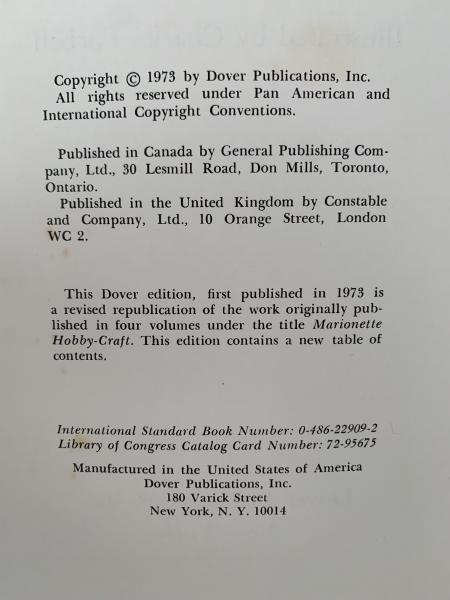 Copyright © 1973 by Dover Publications, Inc.
All rights reserved under Pan American and
International Copyright Conventions.
Published in Canada by General Publishing Com-
pany, Ltd., 30 Lesmill Road, Don Mills, Toronto,
Ontario.
Published in the United Kingdom by Constable
and Company, Ltd., 10 Orange Street, London
WC 2.
This Dover edition, first published in 1973 is
a revised republication of the work originally pub-
lished in four volumes under the title Marionette
Hobby-Craft. This edition contains a new table of
contents.
International Standard Book Number: 0-486-22909-2
Library of Congress Catalog Card Number: 72-95675
Manufactured in the United States of America
Dover Publications, Inc.
180 Varick Street
New York, N. Y. 10014